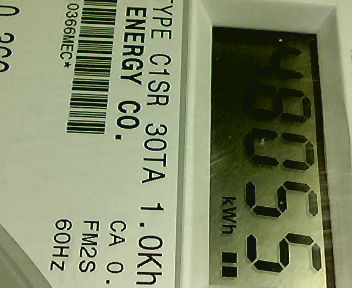 48055
kWh
TYPE C1SR 30TA 1.0Kh
ENERGY CO.
CA 0.
FM2S
0366MEC*
60Hz